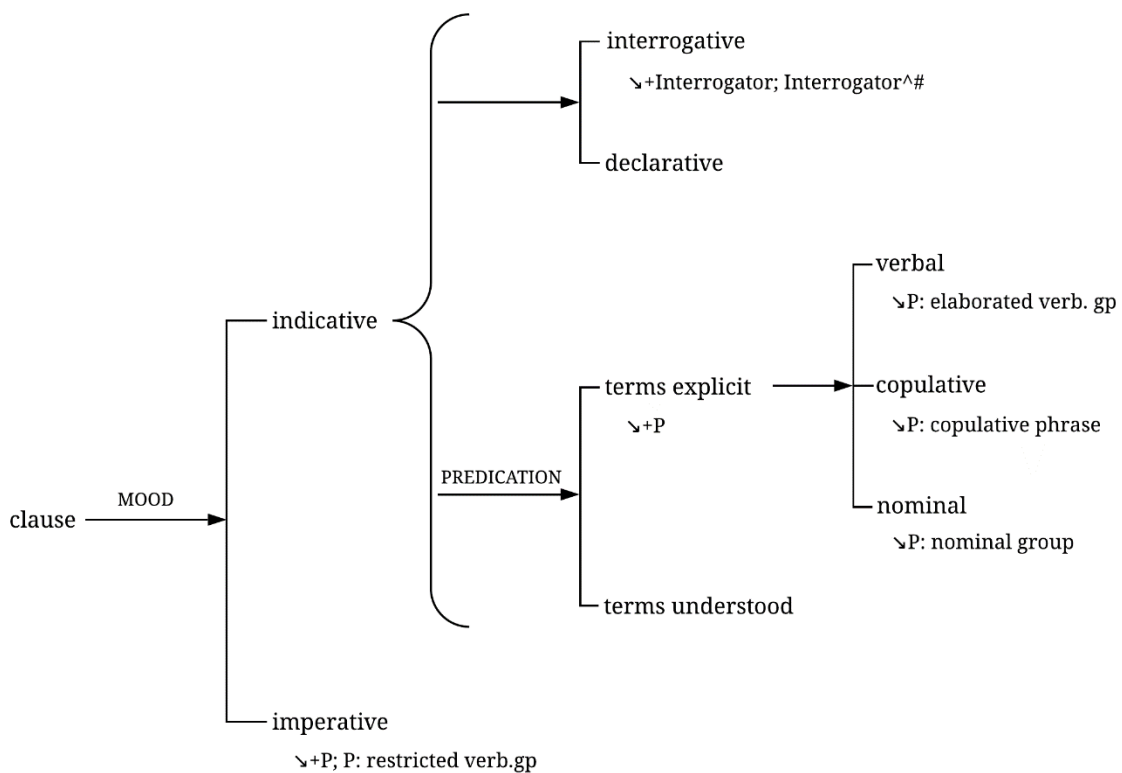 interrogative
↘+Interrogator; Interrogator^#
declarative
verbal
↘P: elaborated verb. gp
indicative
terms explicit
↘+P
copulative
↘P: copulative phrase
PREDICATION
MOOD
clause
nominal
↘P: nominal group
terms understood
imperative
↘+P; P: restricted verb.gp